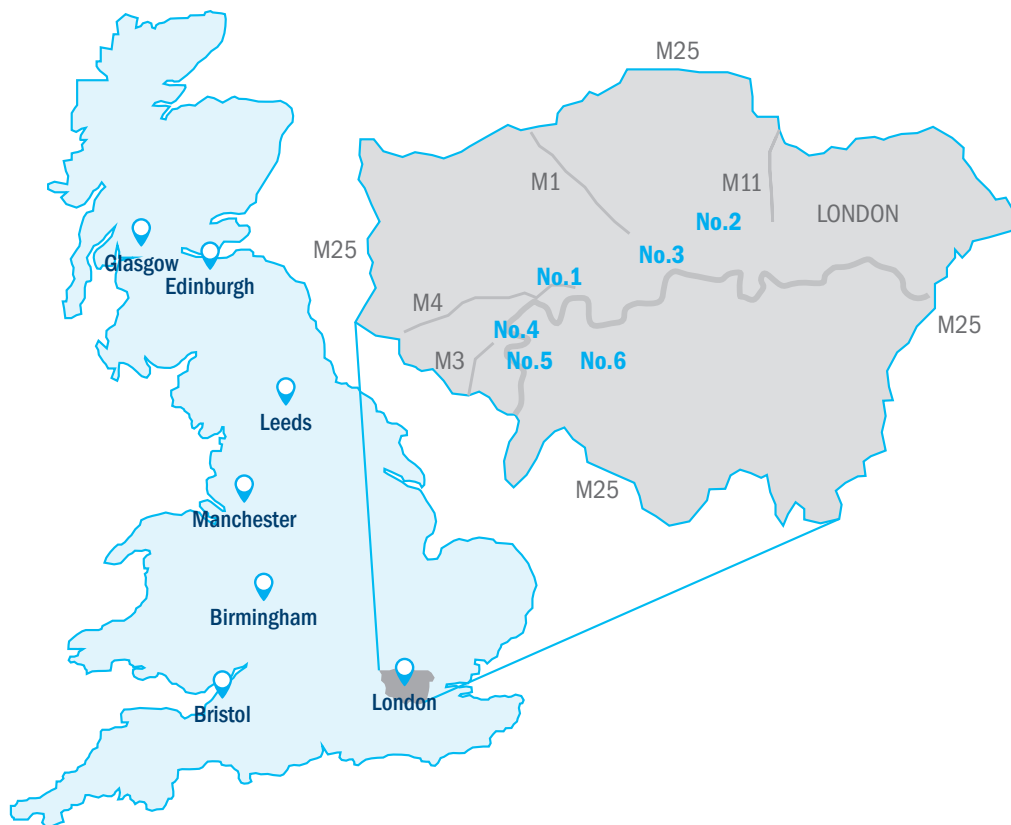 M25
M1
M11
LONDON
No.2
No.3
M25
No.1
M4
No.4
M25
M3
No.5
No.6
M25
Glasgow
Edinburgh
Leeds
Manchester
Birmingham
London
Bristol